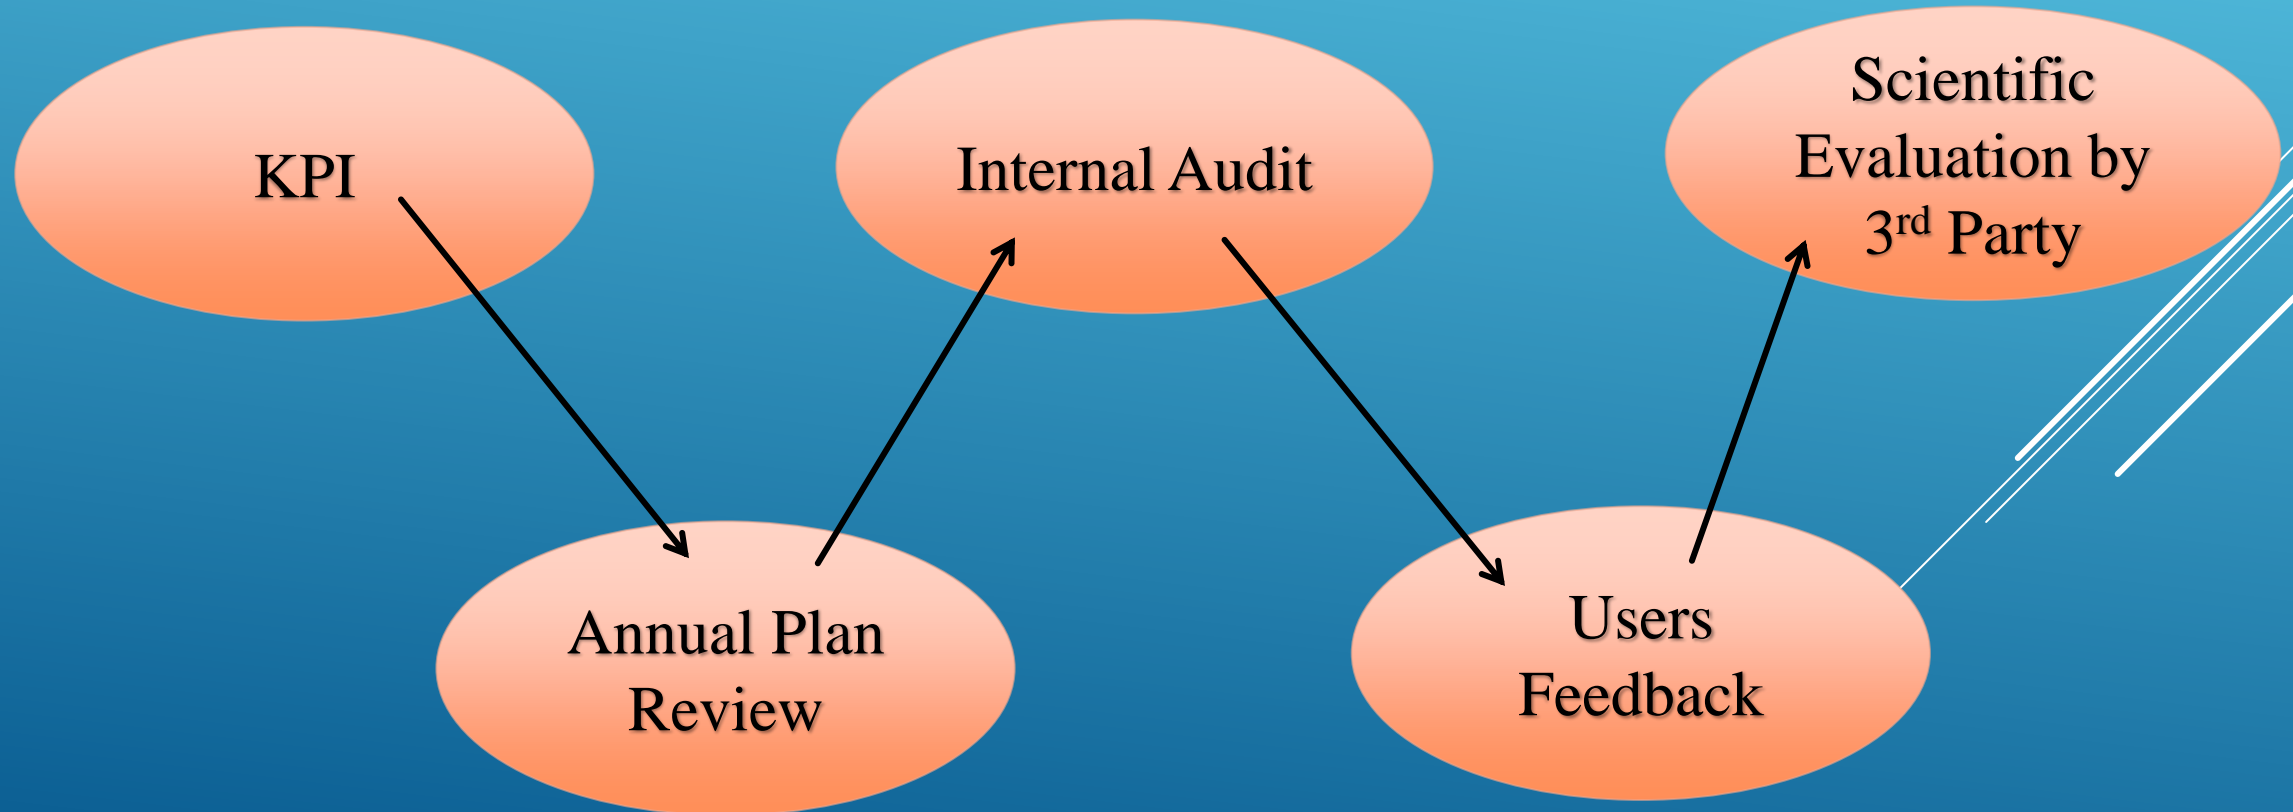 KPI
Annual Plan
Review
Internal Audit
Users
Feedback
Scientific
Evaluation by
3rd Party